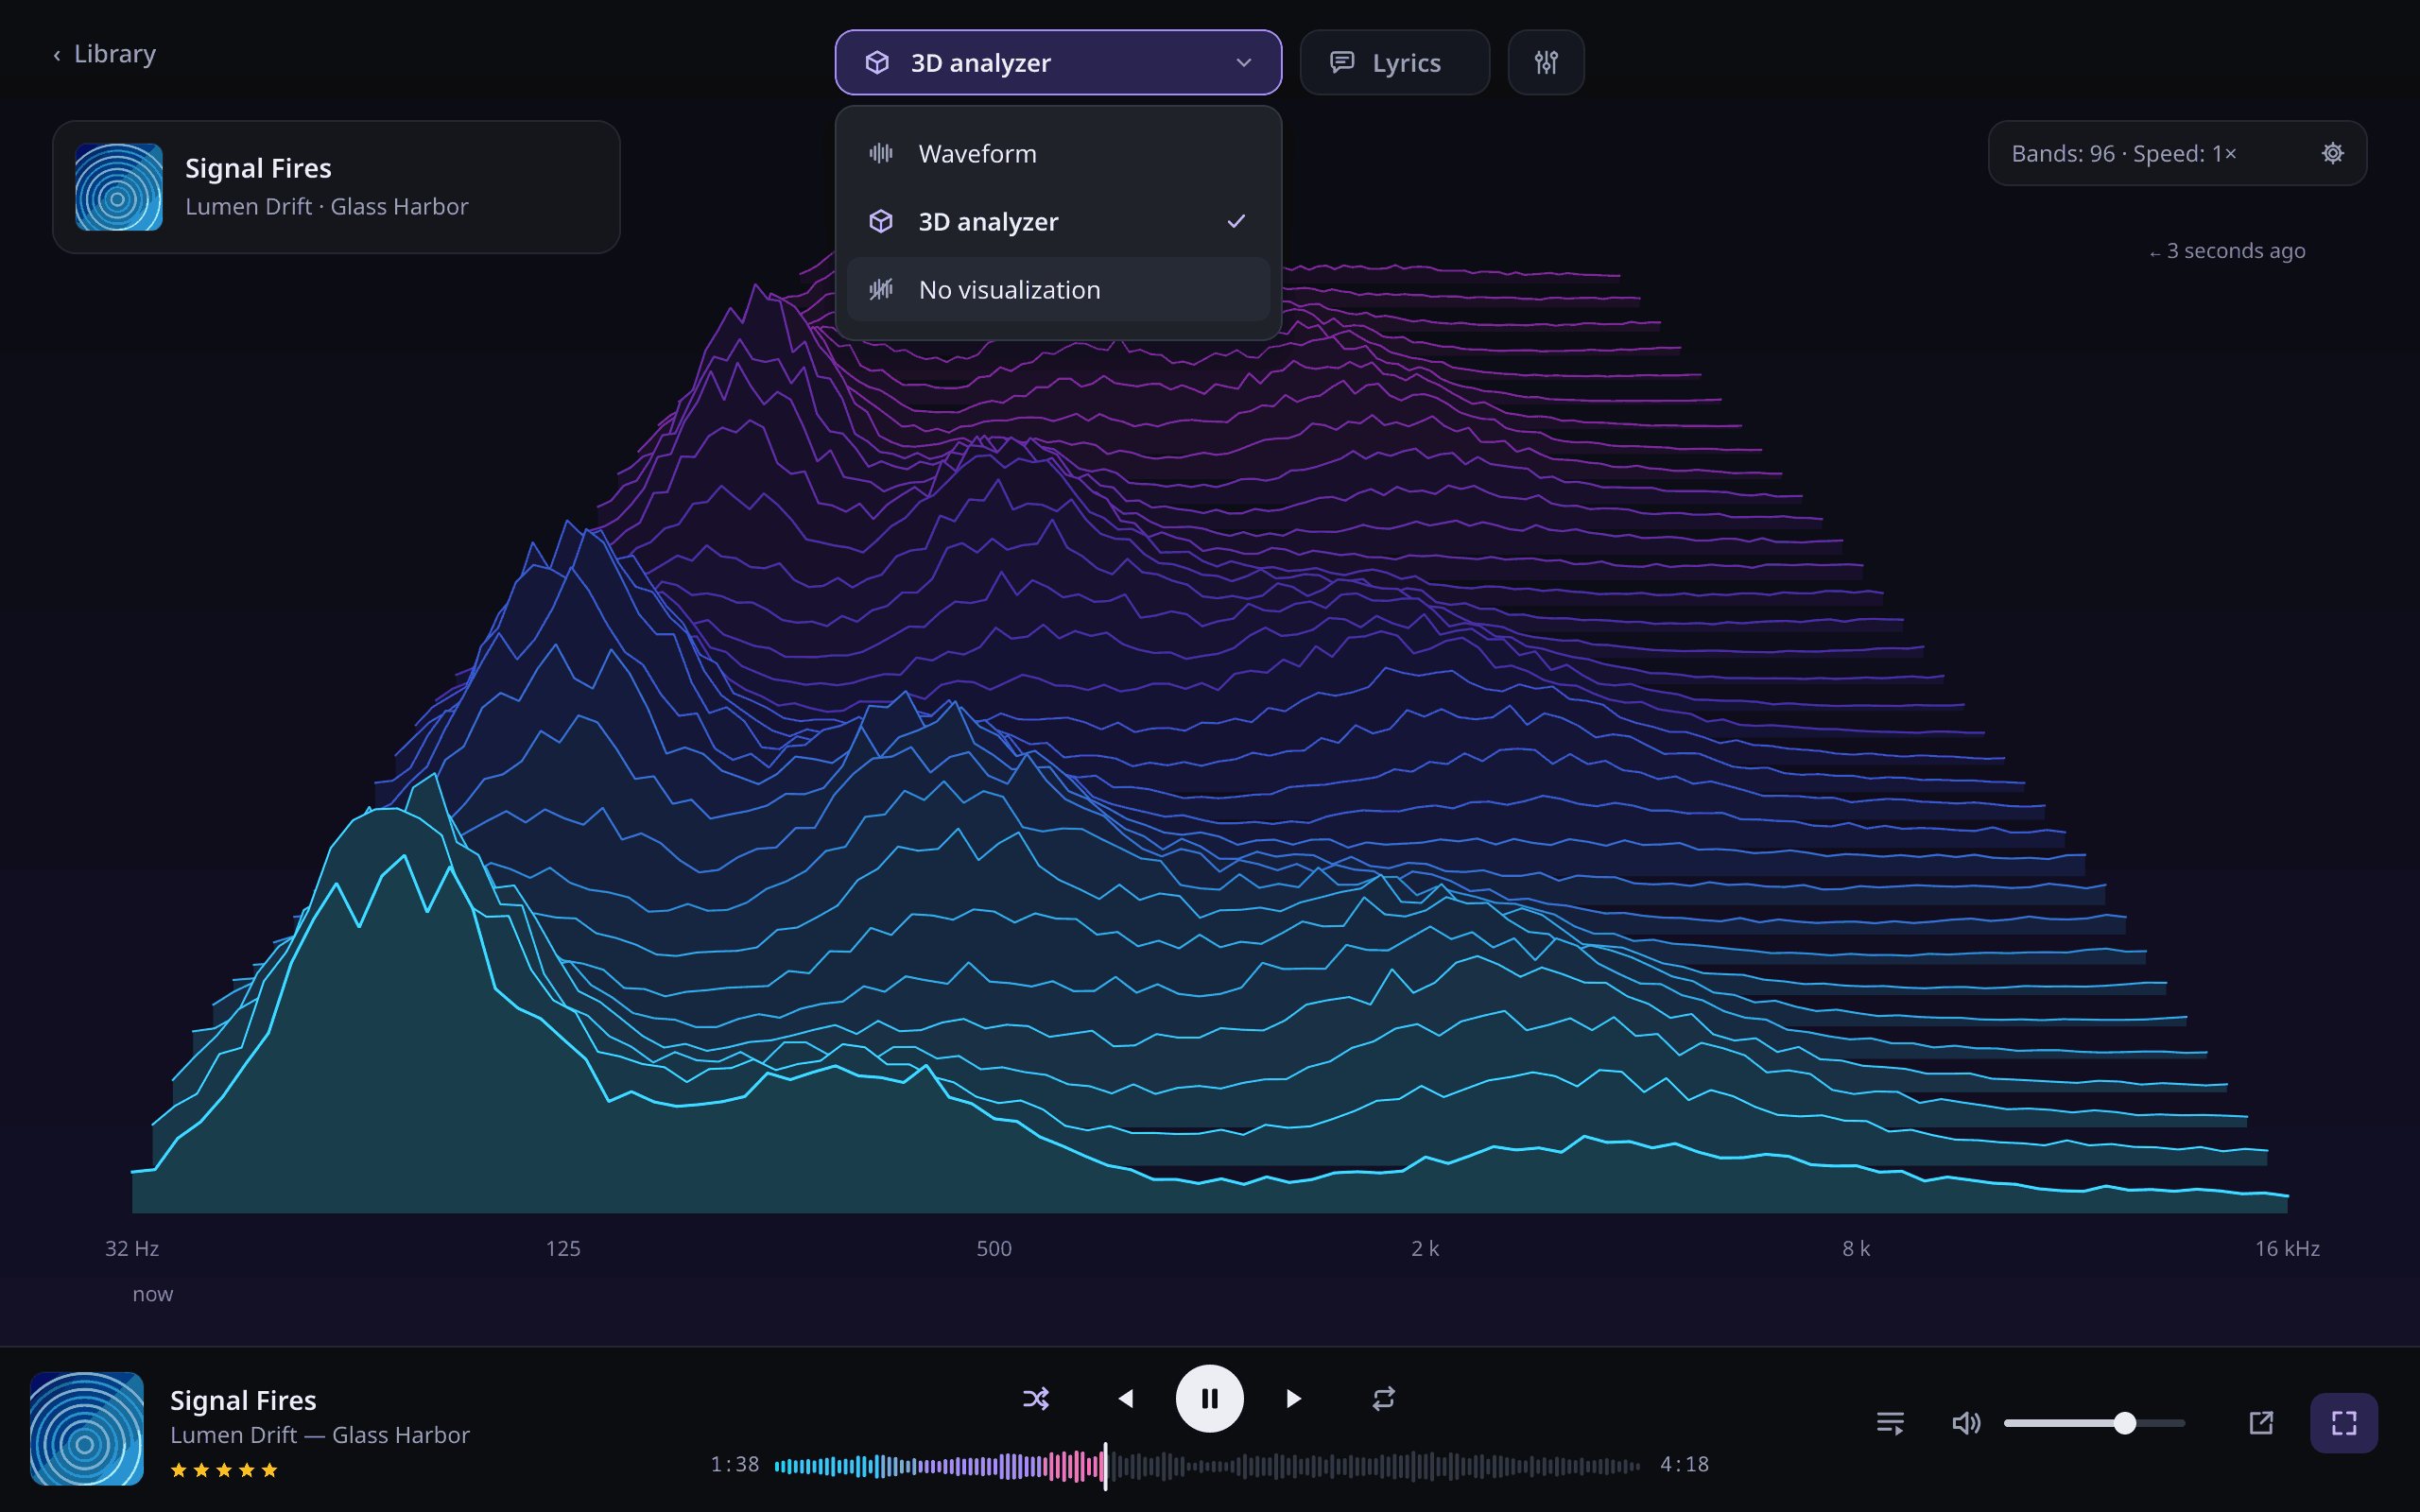 ‹ Library
3D analyzer
Lyrics
Waveform
3D analyzer
No visualization
Signal Fires
Lumen Drift · Glass Harbor
Bands: 96 · Speed: 1×
← 3 seconds ago
32 Hz 125 500 2 k 8 k 16 kHz
now
Signal Fires
Lumen Drift — Glass Harbor
1:38
4:18